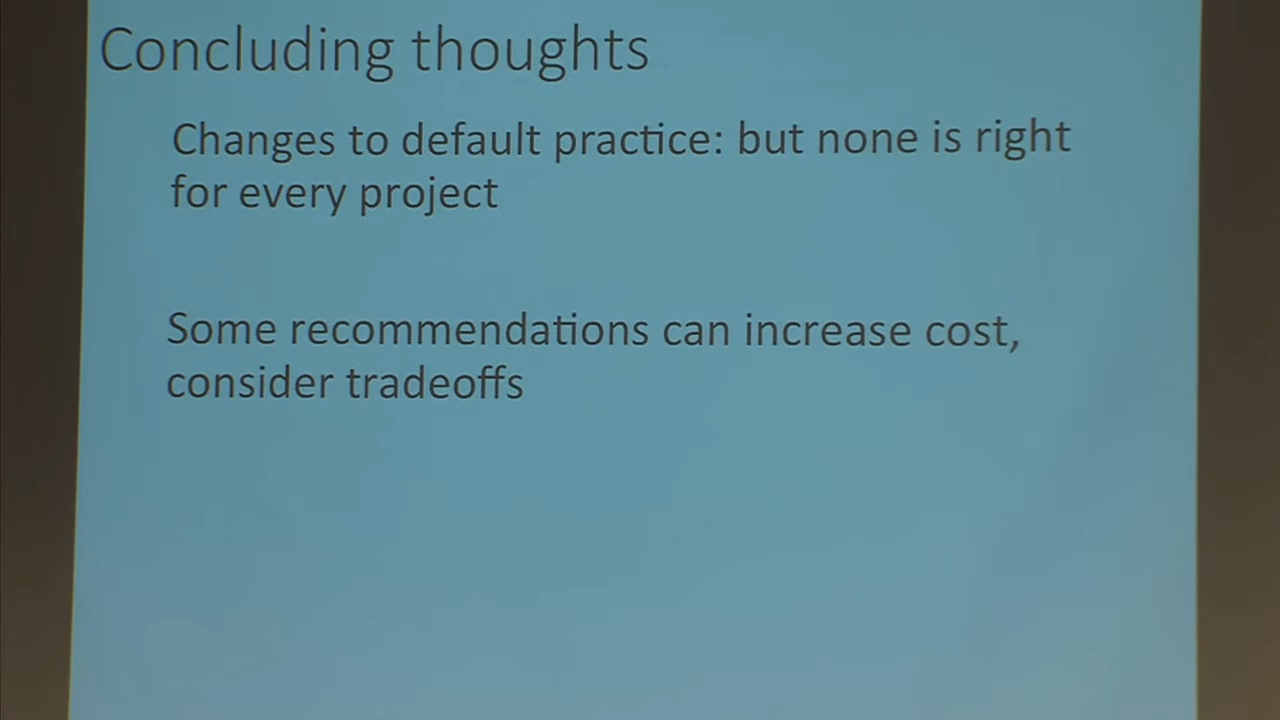 Concluding thoughts
Changes to default practice: but none is right
for every project
Some recommendations can increase cost,
consider tradeoffs